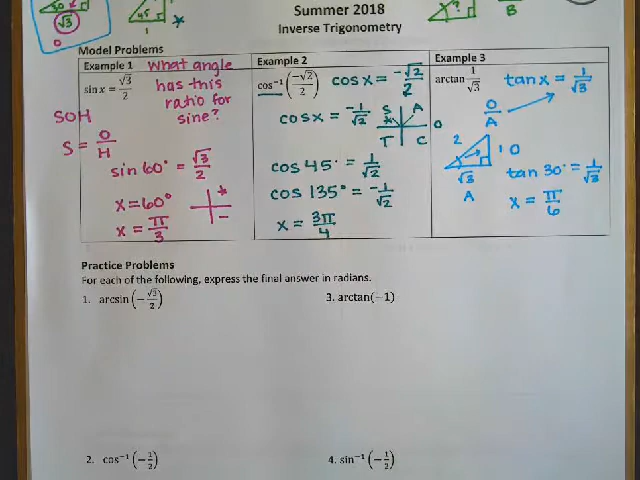 Summer 2018
Inverse Trigonometry
30
√3
45
1
?
B
Model Problems
Example 1
sin x = √3/2
What angle
has this
ratio for
sine?
SOH
S = O/H
sin 60° = √3/2
x = 60°
x = π/3
Example 2
cos⁻¹(−√2/2)
cos x = −√2/2
cos x = −1/√2
S A
T C
cos 45° = 1/√2
cos 135° = −1/√2
x = 3π/4
Example 3
arctan 1/√3
tan x = 1/√3
O/A
2
1 O
√3
A
tan 30° = 1/√3
x = π/6
Practice Problems
For each of the following, express the final answer in radians.
1. arcsin(−√3/2)
3. arctan(−1)
2. cos⁻¹(−1/2)
4. sin⁻¹(−1/2)